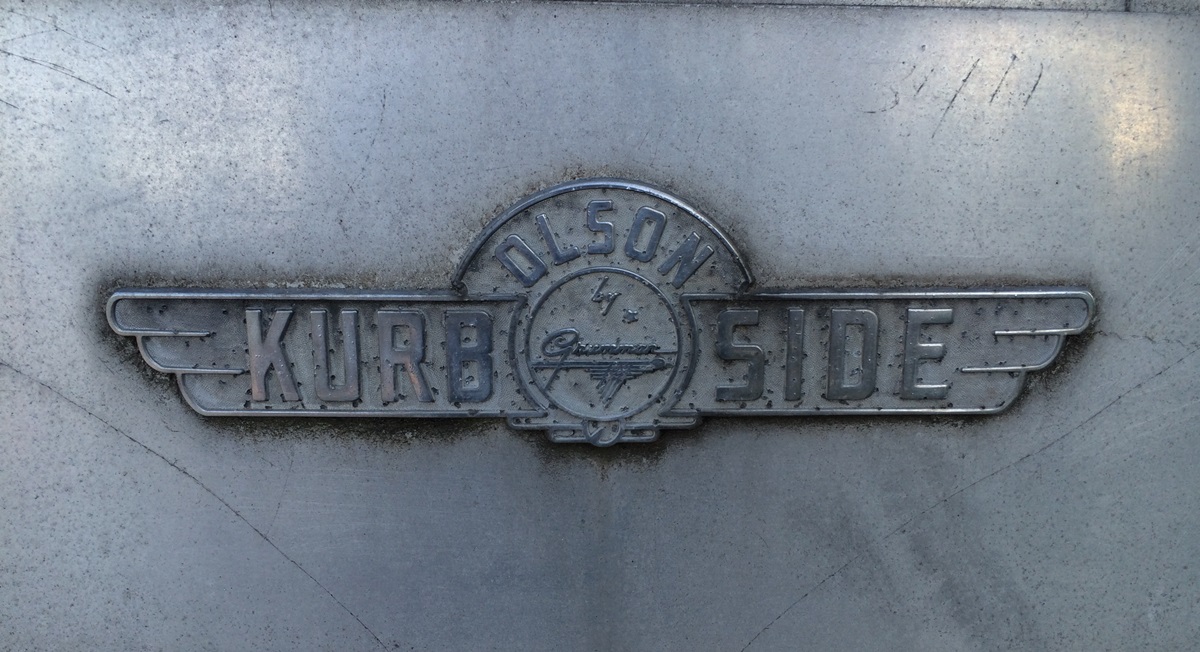 OLSON
by
Grumman
KURB SIDE